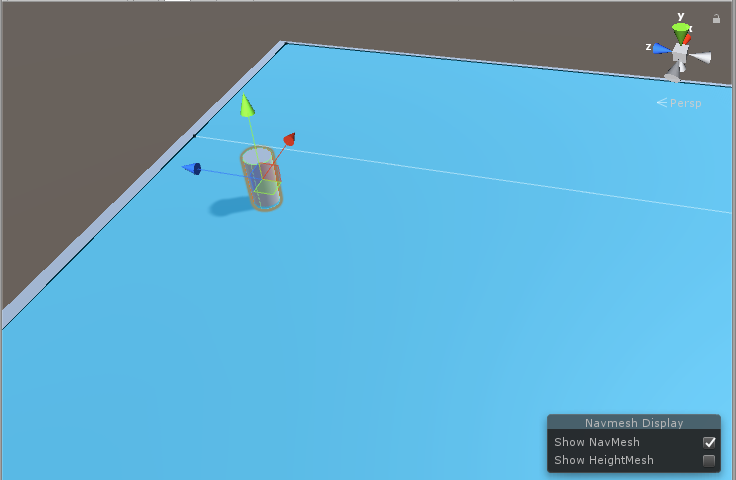 y
x
z
Persp
Navmesh Display
Show NavMesh
Show HeightMesh